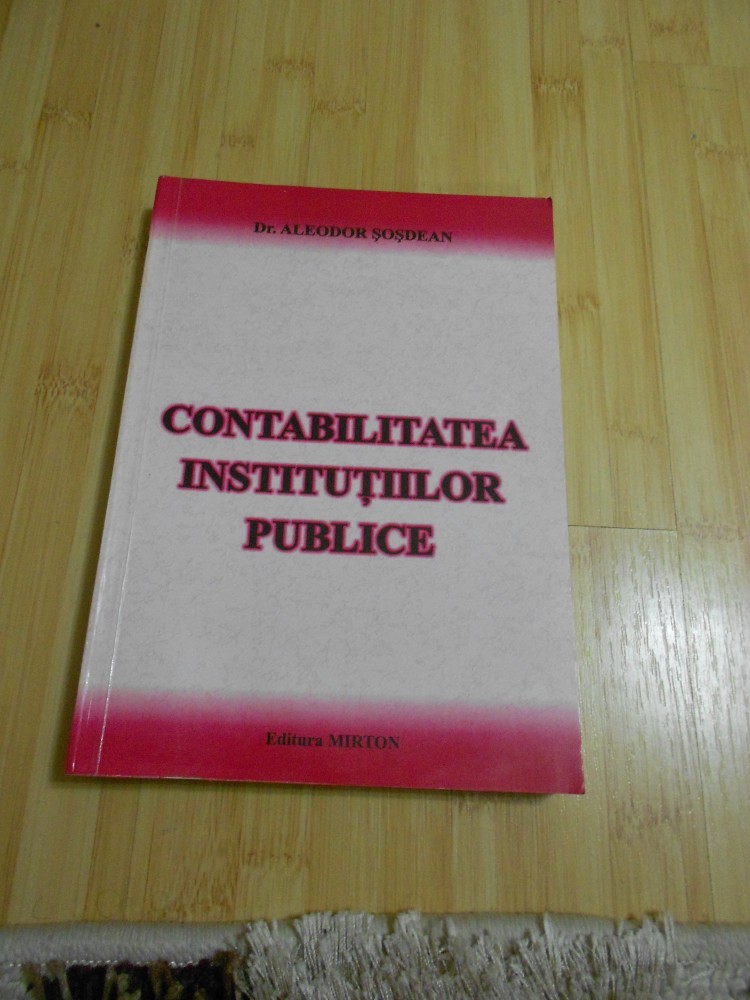 Dr. ALEODOR ŞOŞDEAN
CONTABILITATEA
INSTITUŢIILOR
PUBLICE
Editura MIRTON